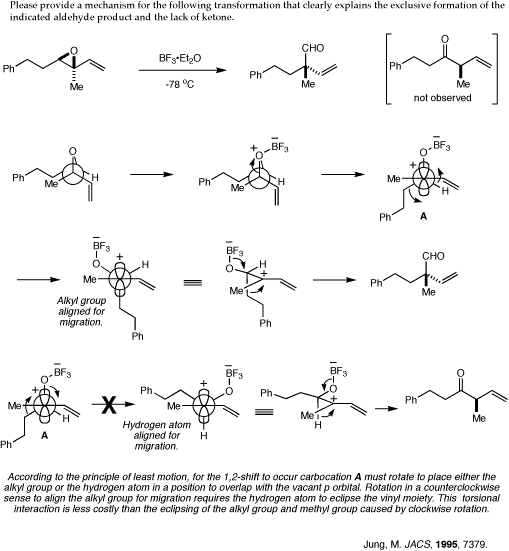 Please provide a mechanism for the following transformation that clearly explains the exclusive formation of the
indicated aldehyde product and the lack of ketone.
Ph
O
Me
BF3•Et2O
-78 °C
CHO
Ph
Me
O
Ph
Me
not observed
O
Ph
Me
H
+
O
−
BF3
Ph
Me
H
−
BF3
O
+
Me
H
Ph
A
−
BF3
O
+
H
Me
Ph
Alkyl group
aligned for
migration.
−
BF3
O
H
+
Me
Ph
CHO
Ph
Me
−
BF3
O
+
Me
H
Ph
A
X
Ph
+
O
−
BF3
Me
H
Hydrogen atom
aligned for
migration.
Ph
−
BF3
O
+
Me
H
O
Ph
Me
According to the principle of least motion, for the 1,2-shift to occur carbocation A must rotate to place either the
alkyl group or the hydrogen atom in a position to overlap with the vacant p orbital. Rotation in a counterclockwise
sense to align the alkyl group for migration requires the hydrogen atom to eclipse the vinyl moiety. This torsional
interaction is less costly than the eclipsing of the alkyl group and methyl group caused by clockwise rotation.
Jung, M. JACS, 1995, 7379.